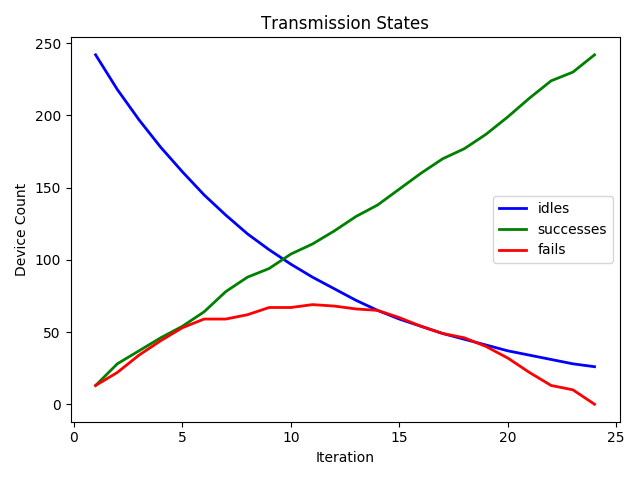 Transmission States
250
200
150
100
50
0
Device Count
idles
successes
fails
0 5 10 15 20 25
Iteration